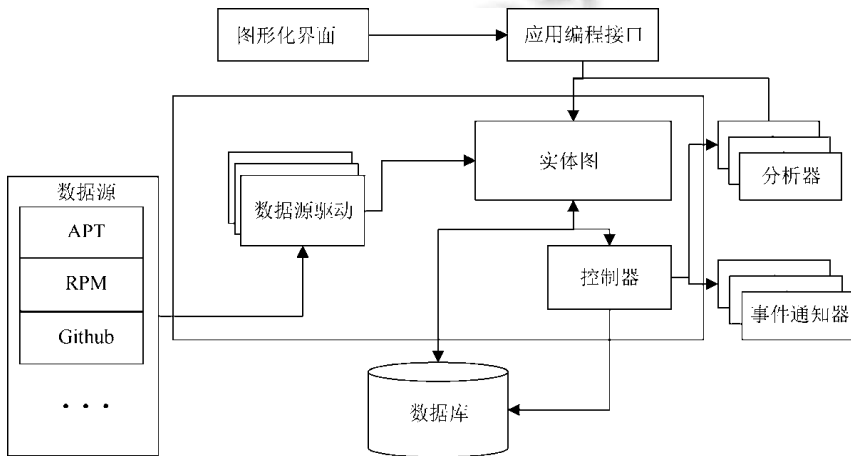 图形化界面
应用编程接口
实体图
分析器
数据源
数据源驱动
APT
控制器
RPM
事件通知器
Github
···
数据库